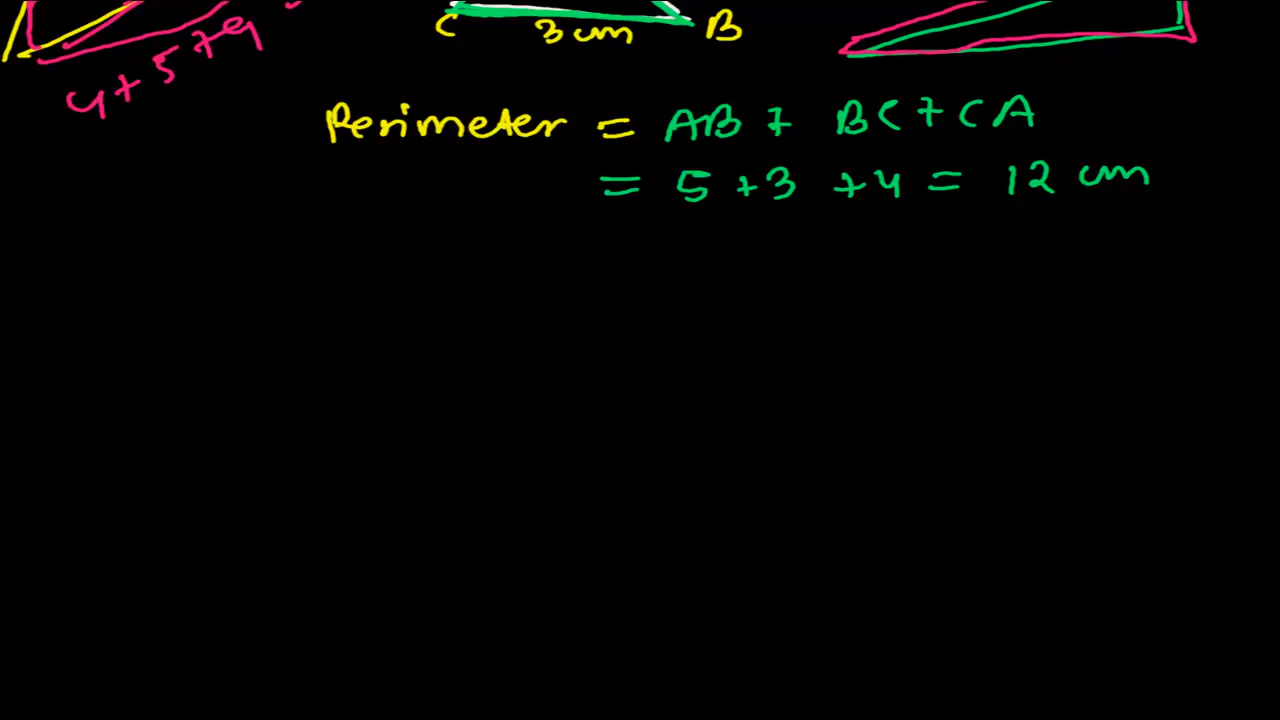 C 3 cm B
4 + 5 + 9
Perimeter = AB + BC + CA
= 5 + 3 + 4 = 12 cm